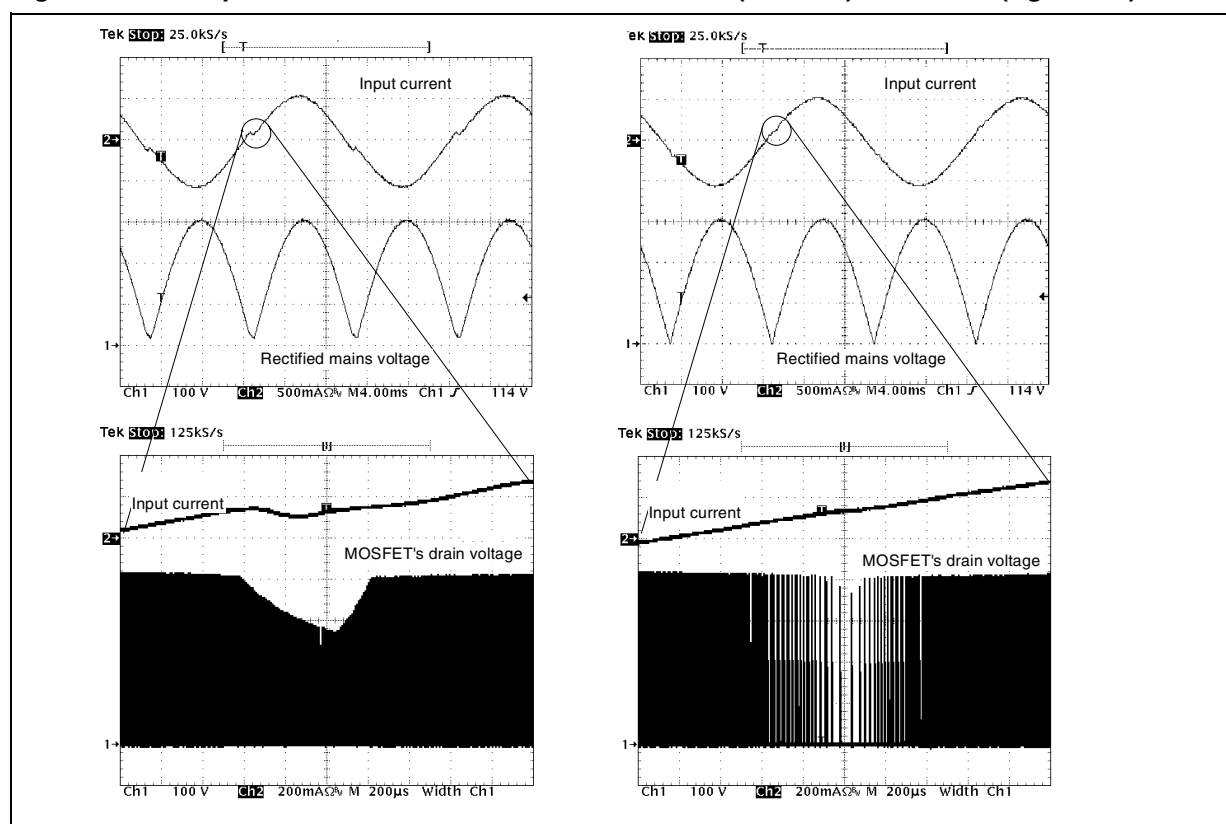 Tek Stop: 25.0kS/s
[ T ]
Input current
2→
T
T
Rectified mains voltage
1→
Ch1 100 V Ch2 500mAΩ M4.00ms Ch1 114 V
ek Stop: 25.0kS/s
[ T ]
Input current
2→
T
T
Rectified mains voltage
1→
Ch1 100 V Ch2 500mAΩ M4.00ms Ch1 114 V
Tek Stop: 125kS/s
Input current
T
2→
MOSFET's drain voltage
1→
Ch1 100 V Ch2 200mAΩ M 200µs Width Ch1
Tek Stop: 125kS/s
Input current
T
2→
MOSFET's drain voltage
1→
Ch1 100 V Ch2 200mAΩ M 200µs Width Ch1